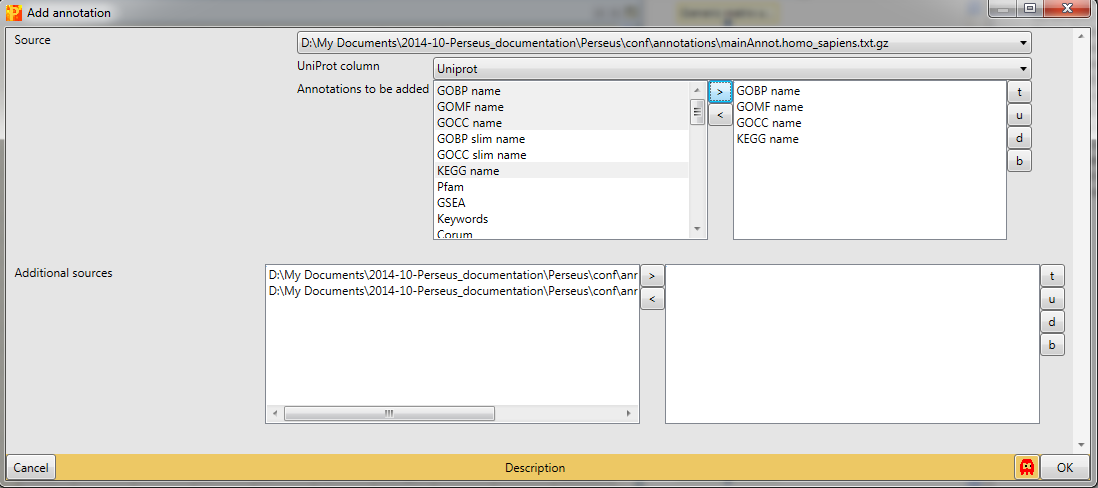 Add annotation
Source
D:\My Documents\2014-10-Perseus_documentation\Perseus\conf\annotations\mainAnnot.homo_sapiens.txt.gz
UniProt column
Uniprot
Annotations to be added
GOBP name
GOMF name
GOCC name
GOBP slim name
GOCC slim name
KEGG name
Pfam
GSEA
Keywords
Corum
>
<
GOBP name
GOMF name
GOCC name
KEGG name
t
u
d
b
Additional sources
D:\My Documents\2014-10-Perseus_documentation\Perseus\conf\anr
D:\My Documents\2014-10-Perseus_documentation\Perseus\conf\anr
>
<
t
u
d
b
Cancel
Description
OK